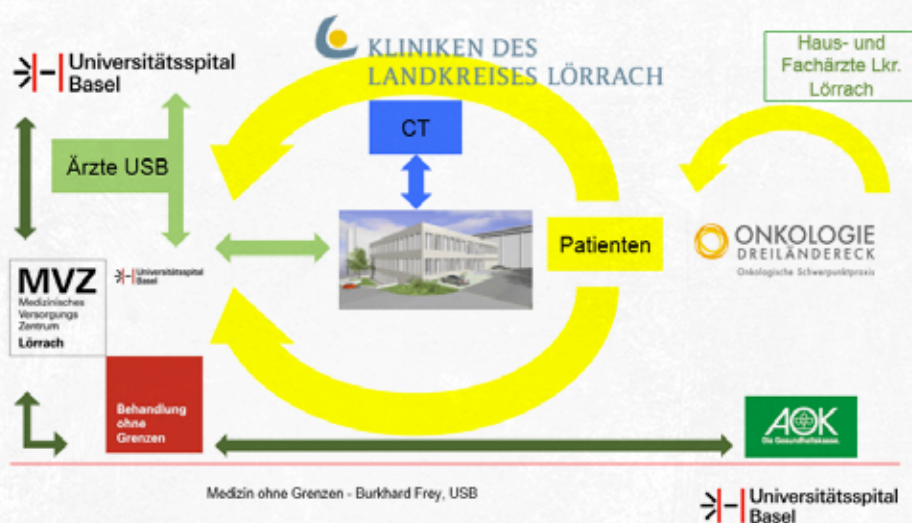 Universitätsspital
Basel
KLINIKEN DES
LANDKREISES LÖRRACH
Haus- und
Fachärzte Lkr.
Lörrach
CT
Ärzte USB
Patienten
ONKOLOGIE
DREILÄNDERECK
Onkologische Schwerpunktpraxis
MVZ
Medizinisches
Versorgungs
Zentrum
Lörrach
Universitätsspital
Basel
Behandlung
ohne
Grenzen
AOK
Die Gesundheitskasse.
Medizin ohne Grenzen - Burkhard Frey, USB
Universitätsspital
Basel